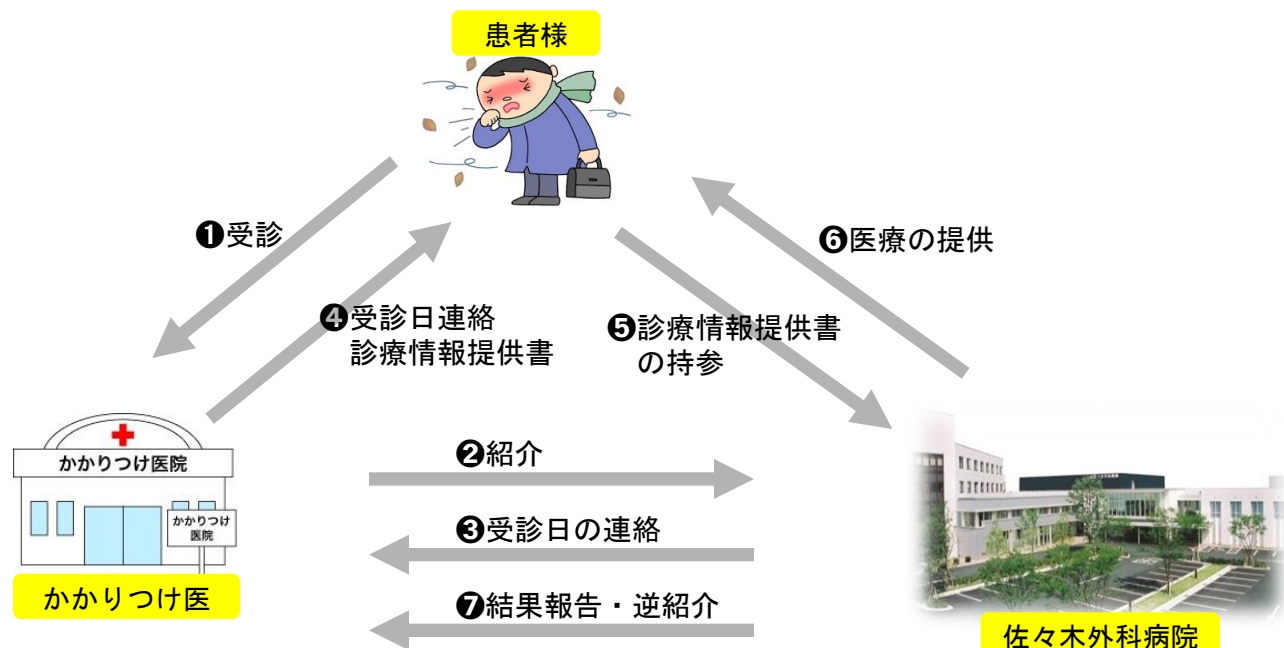 患者様
❶受診
❻医療の提供
❹受診日連絡
診療情報提供書
❺診療情報提供書
の持参
かかりつけ医院
かかりつけ
医院
❷紹介
❸受診日の連絡
❼結果報告・逆紹介
かかりつけ医
佐々木外科病院